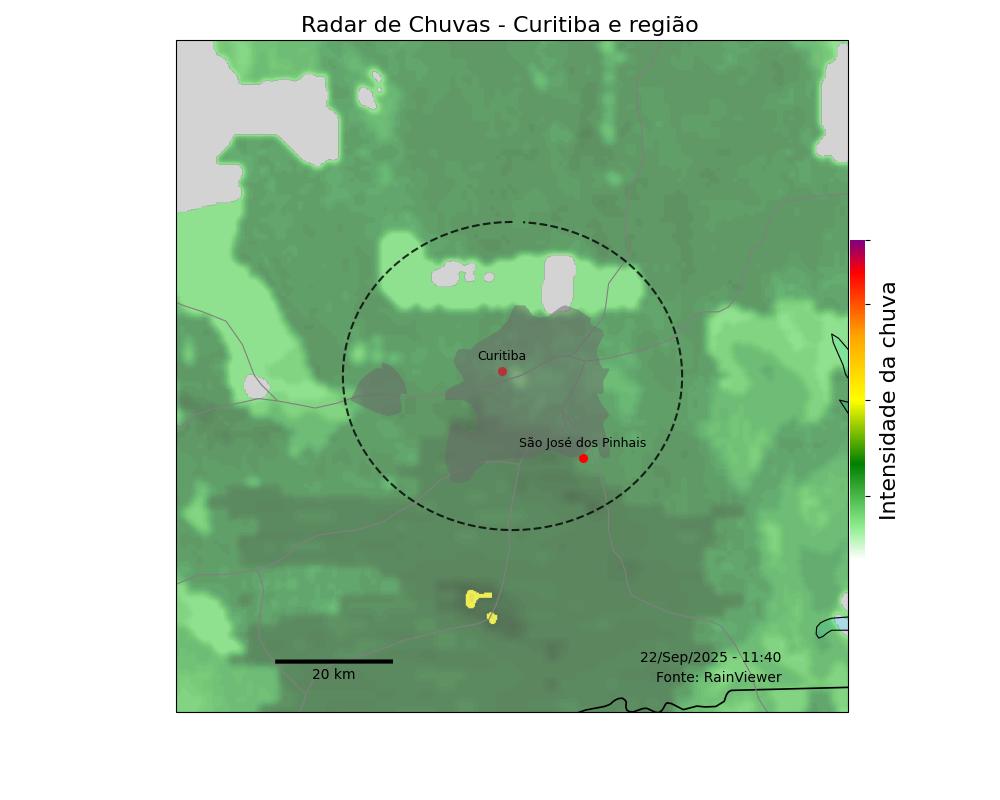 Radar de Chuvas - Curitiba e região
Curitiba
São José dos Pinhais
Intensidade da chuva
22/Sep/2025 - 11:40
20 km
Fonte: RainViewer